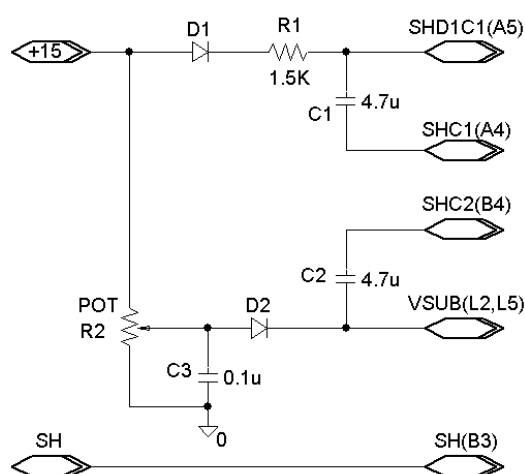 D1
R1
SHD1C1(A5)
+15
1.5K
C1
4.7u
SHC1(A4)
SHC2(B4)
C2
4.7u
POT
R2
D2
VSUB(L2,L5)
C3
0.1u
0
SH
SH(B3)